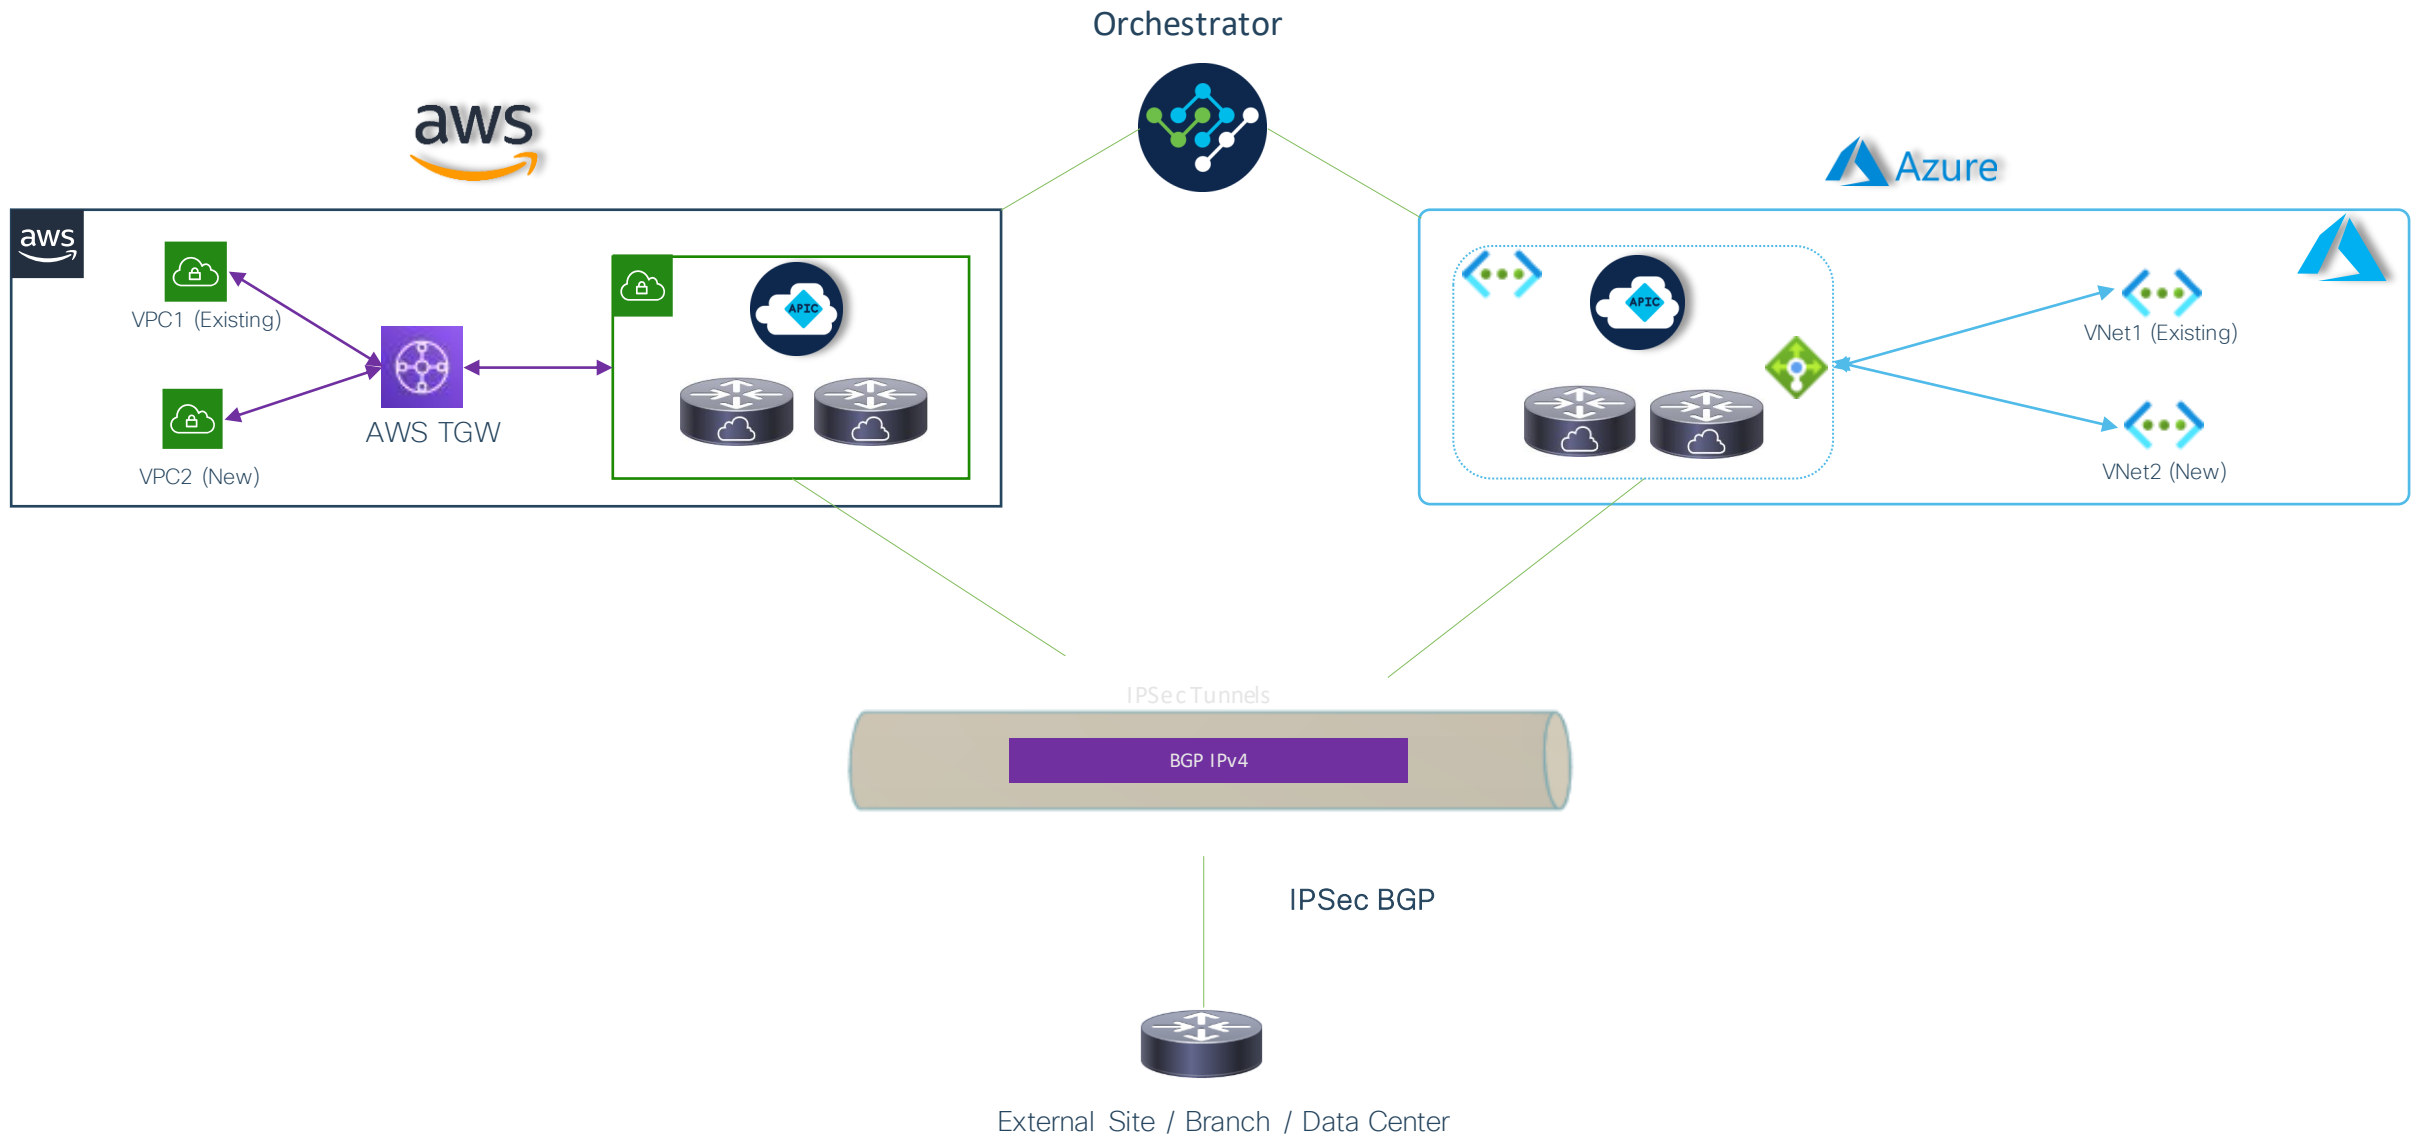 Orchestrator
aws
Azure
aws
VPC1 (Existing)
APIC
APIC
VNet1 (Existing)
AWS TGW
VPC2 (New)
VNet2 (New)
IPSec Tunnels
BGP IPv4
IPSec BGP
External Site / Branch / Data Center